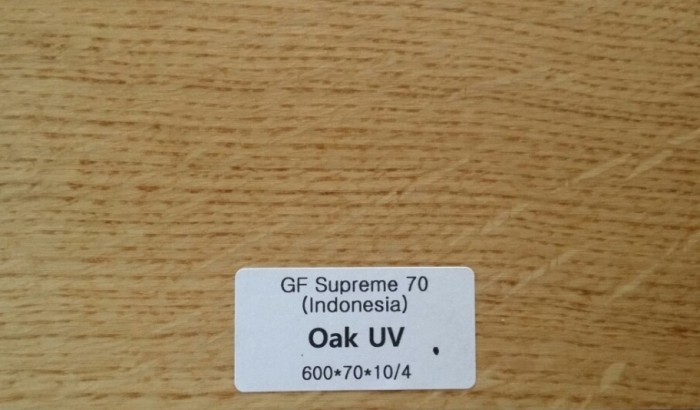 GF Supreme 70
(Indonesia)
Oak UV
600*70*10/4